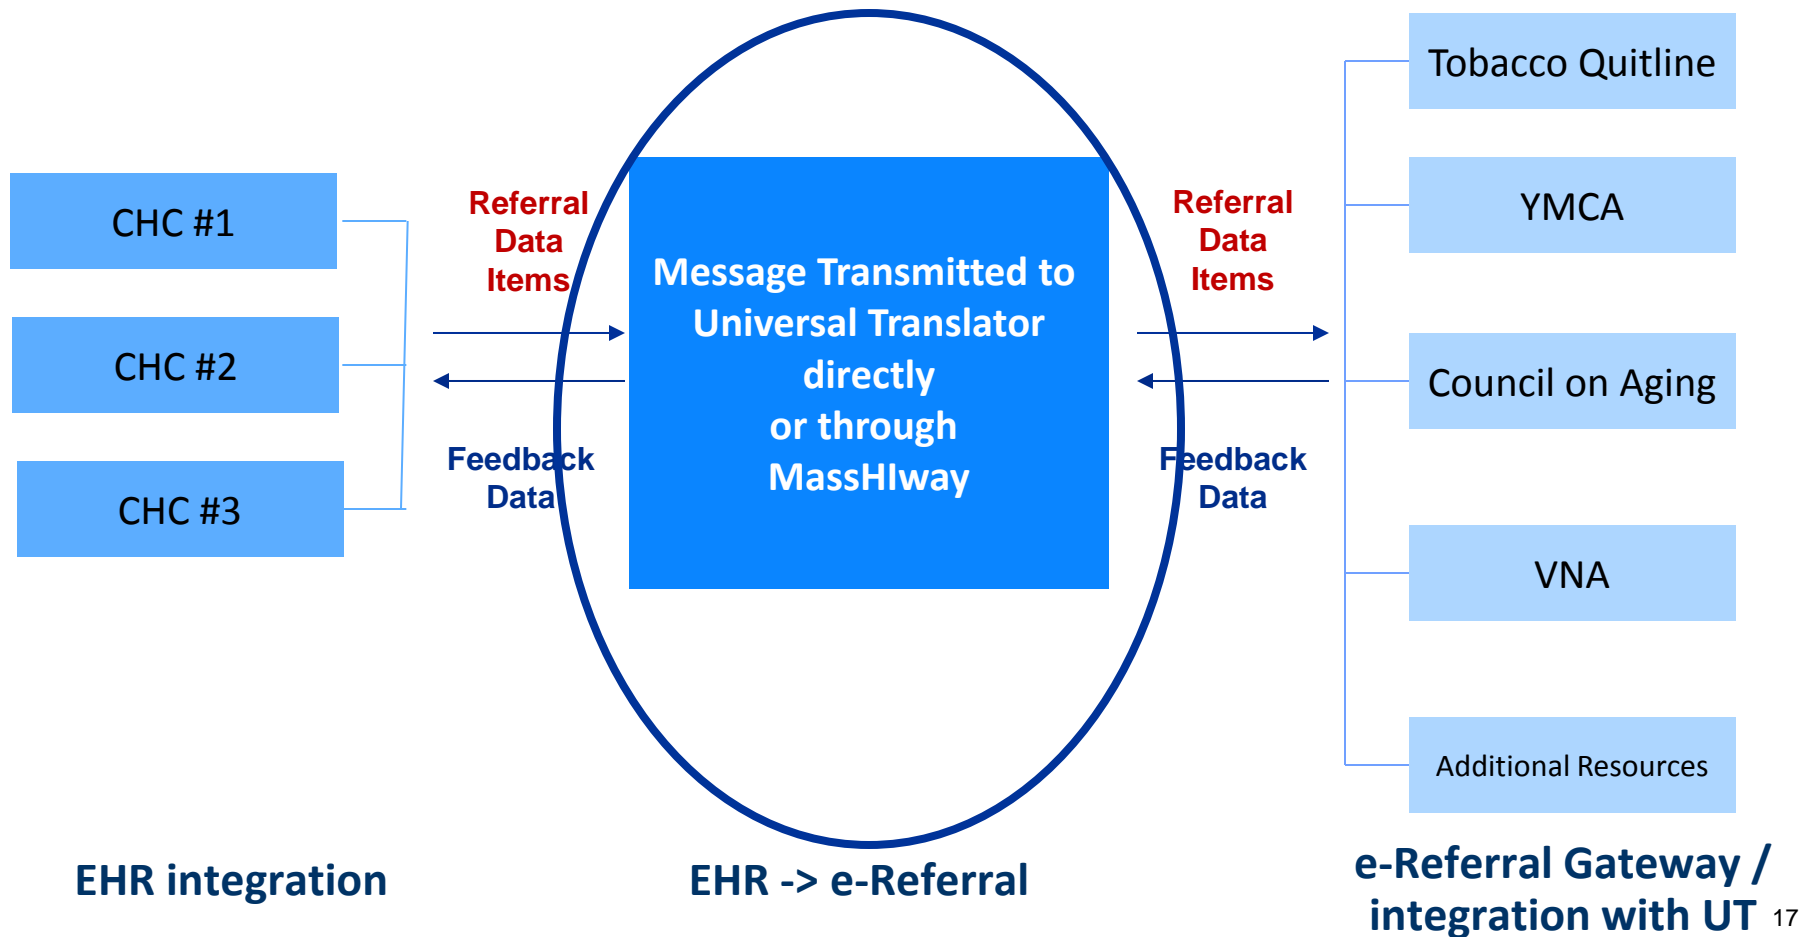 CHC #1
CHC #2
CHC #3
EHR integration
Referral
Data
Items
Feedback
Data
Message Transmitted to
Universal Translator
directly
or through
MassHIway
EHR -> e-Referral
Referral
Data
Items
Feedback
Data
Tobacco Quitline
YMCA
Council on Aging
VNA
Additional Resources
e-Referral Gateway /
integration with UT
17